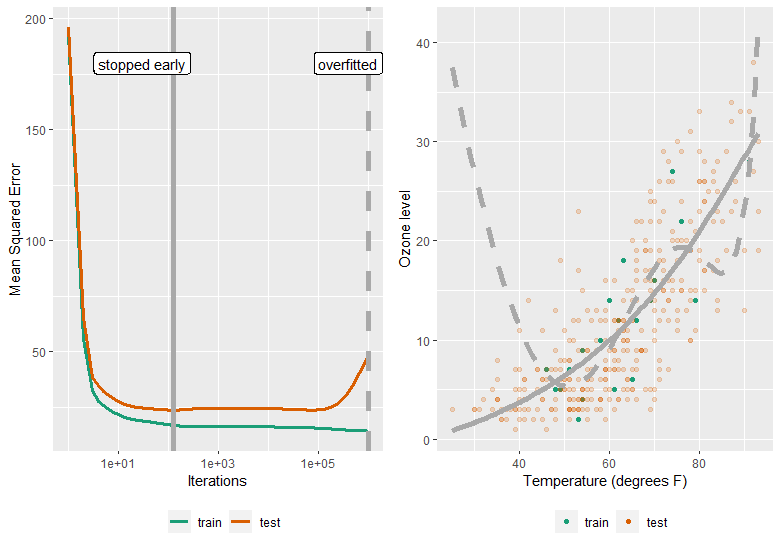 200
150
100
50
Mean Squared Error
stopped early
overfitted
1e+01
1e+03
1e+05
Iterations
train
test
40
30
20
10
0
Ozone level
40
60
80
Temperature (degrees F)
train
test